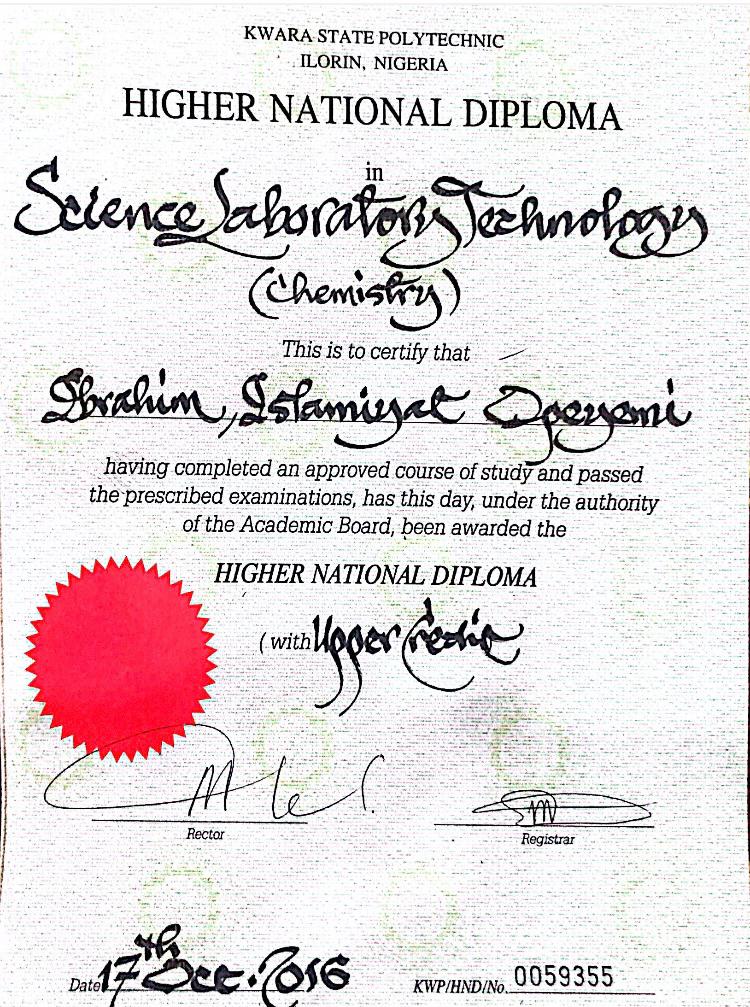 KWARA STATE POLYTECHNIC
ILORIN, NIGERIA
HIGHER NATIONAL DIPLOMA
in
Science Laboratory Technology
(Chemistry)
This is to certify that
Ibrahim, Islamiyat Opeyemi
having completed an approved course of study and passed
the prescribed examinations, has this day, under the authority
of the Academic Board, been awarded the
HIGHER NATIONAL DIPLOMA
(with Upper Credit
Rector
Registrar
Date 17th Oct. 2016 KWP/HND/No. 0059355